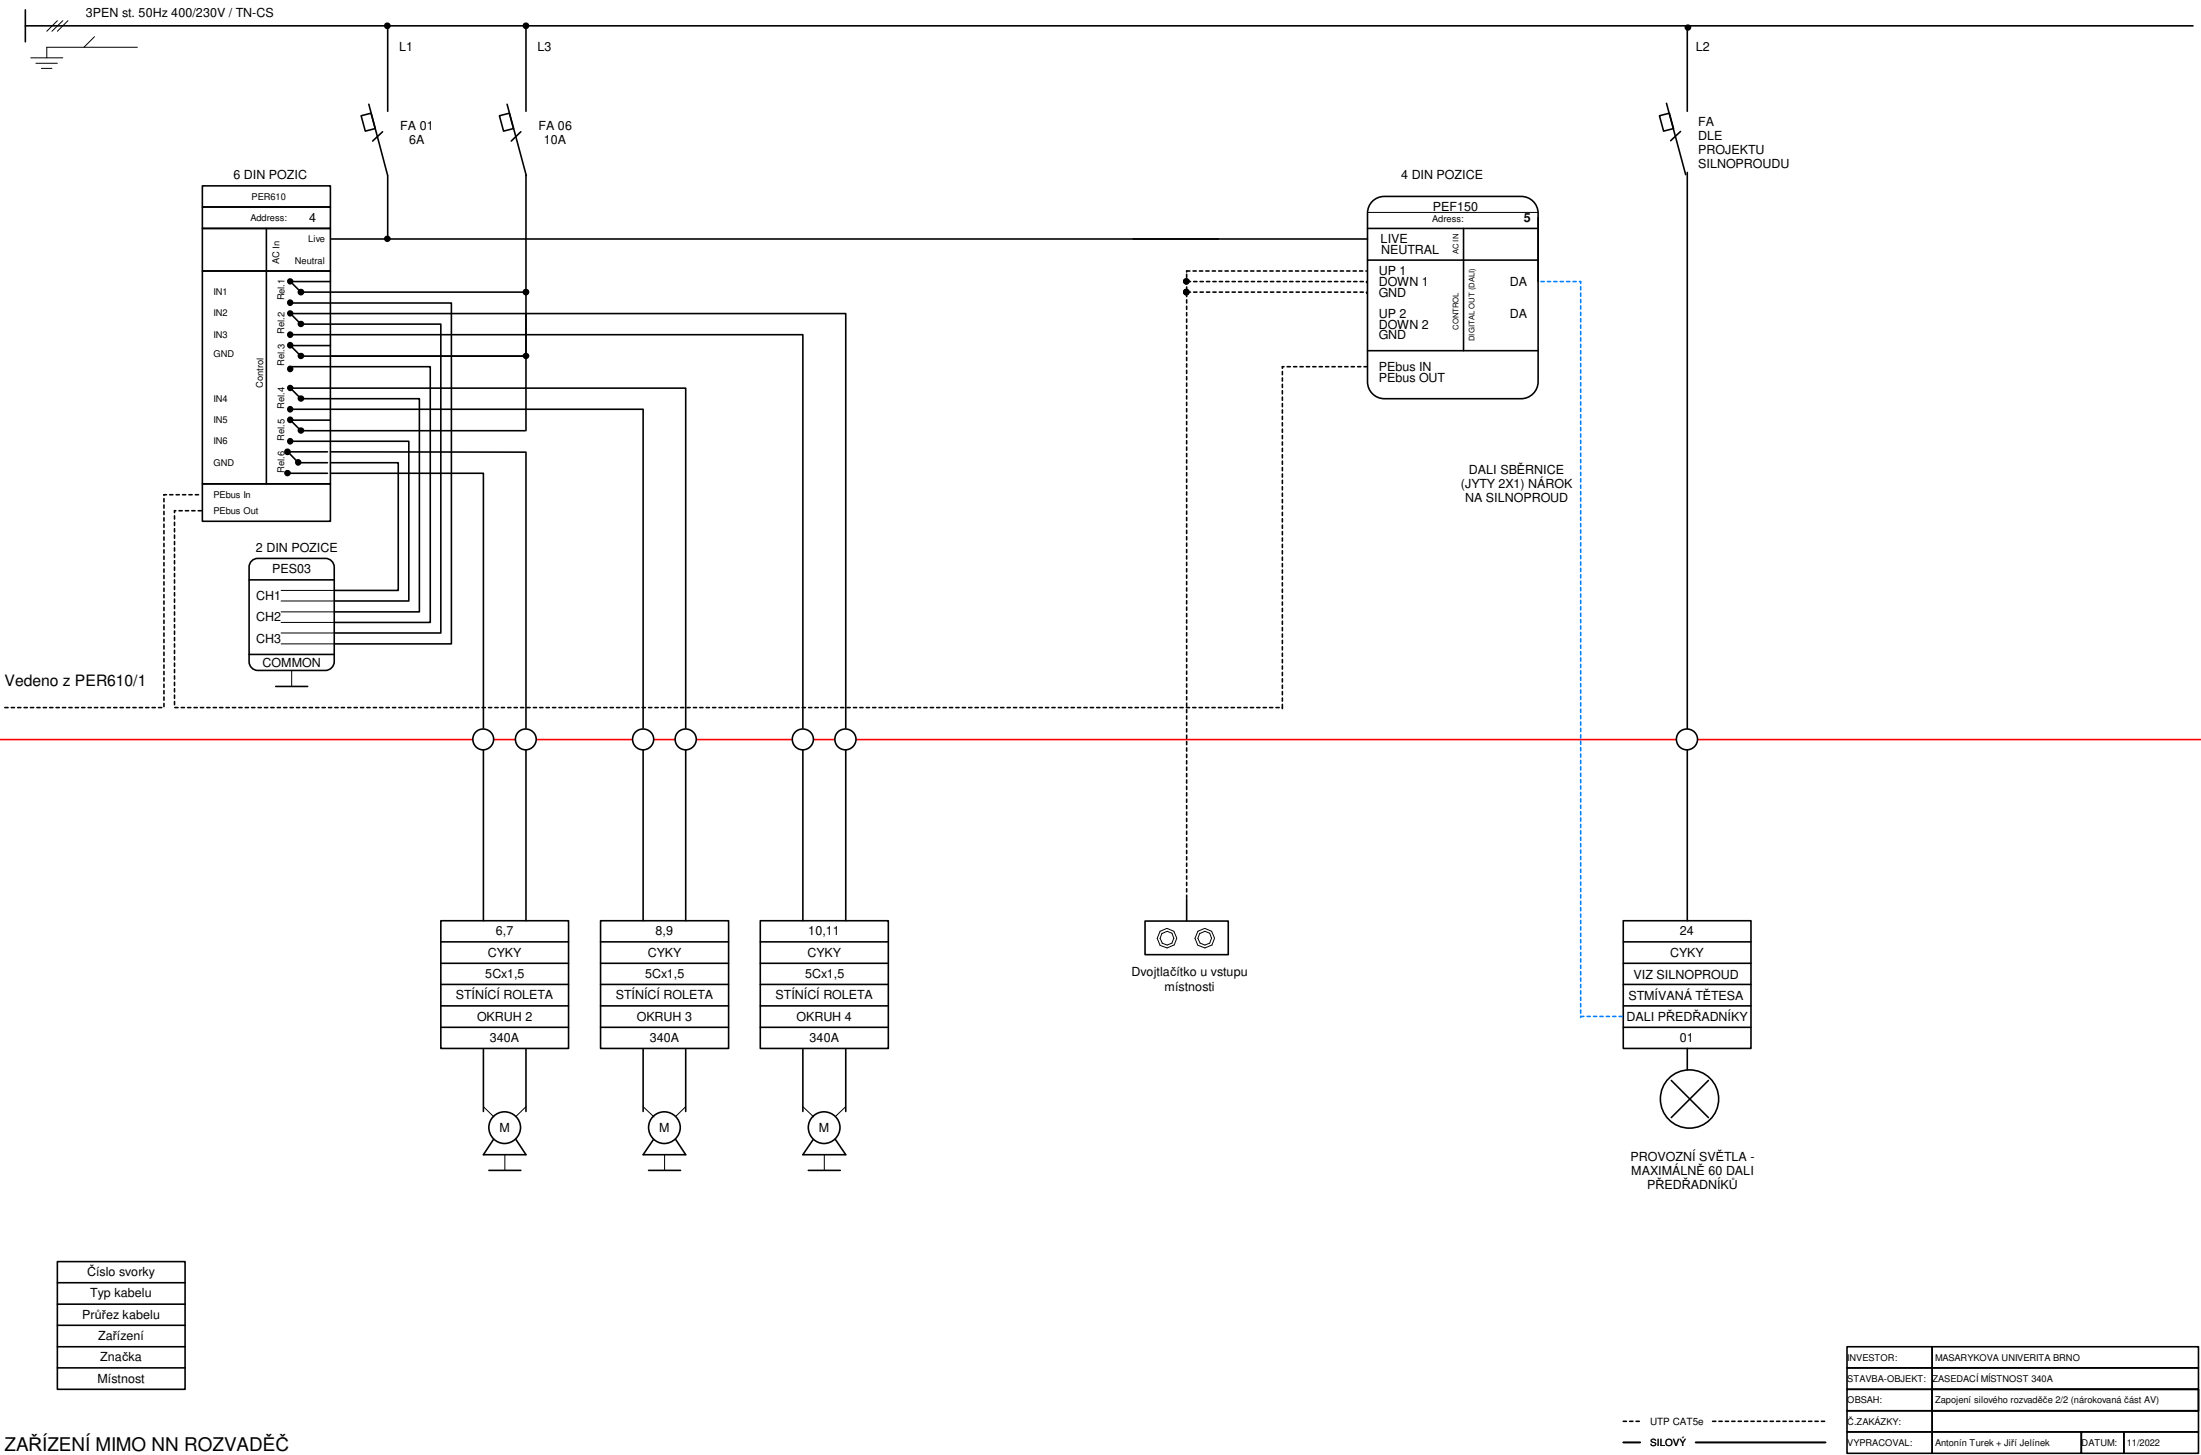 3PEN st. 50Hz 400/230V / TN-CS
L1
L3
L2
FA 01
6A
FA 06
10A
FA
DLE
PROJEKTU
SILNOPROUDU
6 DIN POZIC
PER610
Address: 4
AC In
Live
Neutral
IN1
IN2
IN3
GND
IN4
IN5
IN6
GND
Control
Rel.1
Rel.2
Rel.3
Rel.4
Rel.5
Rel.6
PEbus In
PEbus Out
2 DIN POZICE
PES03
CH1
CH2
CH3
COMMON
Vedeno z PER610/1
4 DIN POZICE
PEF150
Adress: 5
LIVE
NEUTRAL
AC IN
UP 1
DOWN 1
GND
UP 2
DOWN 2
GND
CONTROL
DIGITAL OUT (DALI)
DA
DA
PEbus IN
PEbus OUT
DALI SBĚRNICE
(JYTY 2X1) NÁROK
NA SILNOPROUD
6,7
CYKY
5Cx1,5
STÍNÍCÍ ROLETA
OKRUH 2
340A
M
8,9
CYKY
5Cx1,5
STÍNÍCÍ ROLETA
OKRUH 3
340A
M
10,11
CYKY
5Cx1,5
STÍNÍCÍ ROLETA
OKRUH 4
340A
M
Dvojtlačítko u vstupu
místnosti
24
CYKY
VIZ SILNOPROUD
STMÍVANÁ TĚTESA
DALI PŘEDŘADNÍKY
01
PROVOZNÍ SVĚTLA -
MAXIMÁLNĚ 60 DALI
PŘEDŘADNÍKŮ
Číslo svorky
Typ kabelu
Průřez kabelu
Zařízení
Značka
Místnost
ZAŘÍZENÍ MIMO NN ROZVADĚČ
UTP CAT5e
SILOVÝ
INVESTOR: MASARYKOVA UNIVERITA BRNO
STAVBA-OBJEKT: ZASEDACÍ MÍSTNOST 340A
OBSAH: Zapojení silového rozvaděče 2/2 (nárokovaná část AV)
Č.ZAKÁZKY:
VYPRACOVAL: Antonín Turek + Jiří Jelínek DATUM: 11/2022